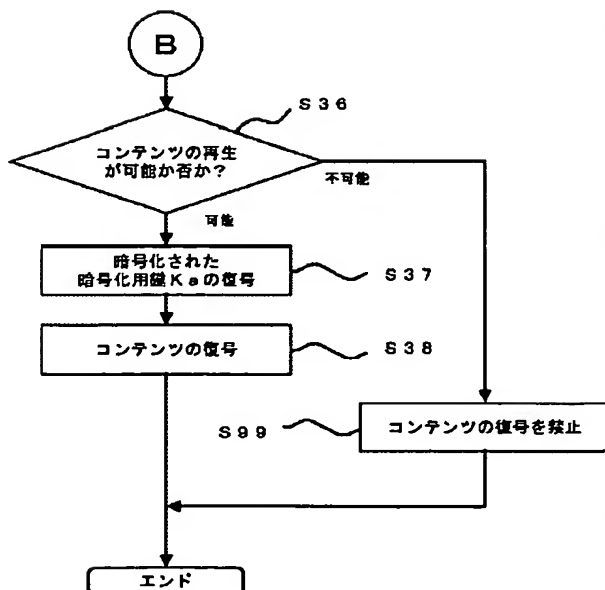 B
S36
コンテンツの再生
が可能か否か?
不可能
可能
暗号化された
暗号化用鍵Kaの復号
S37
コンテンツの復号
S38
S99
コンテンツの復号を禁止
エンド